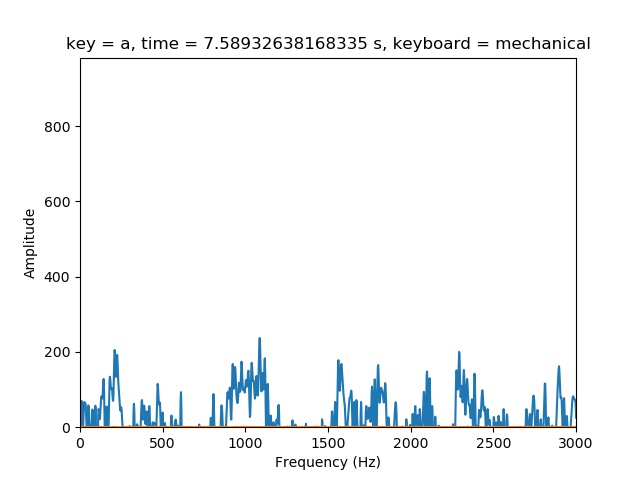 key = a, time = 7.58932638168335 s, keyboard = mechanical
800
600
400
200
0
Amplitude
0 500 1000 1500 2000 2500 3000
Frequency (Hz)